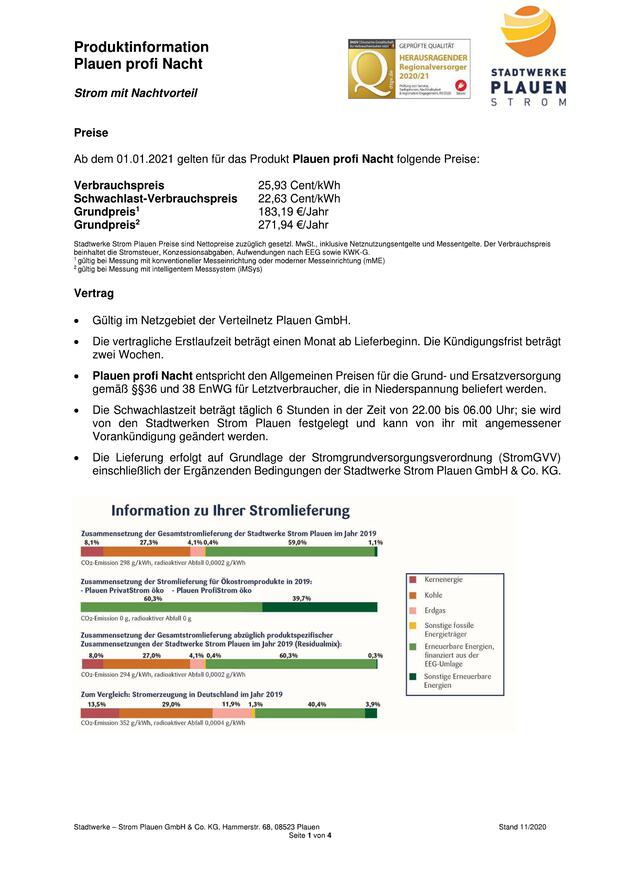 Produktinformation
Plauen profi Nacht
Strom mit Nachtvorteil
GEPRÜFTE QUALITÄT
HERAUSRAGENDER
Regionalversorger
2020/21
STADTWERKE
PLAUEN
STROM
Preise
Ab dem 01.01.2021 gelten für das Produkt Plauen profi Nacht folgende Preise:
Verbrauchspreis 25,93 Cent/kWh
Schwachlast-Verbrauchspreis 22,63 Cent/kWh
Grundpreis¹ 183,19 €/Jahr
Grundpreis² 271,94 €/Jahr
Stadtwerke Strom Plauen Preise sind Nettopreise zuzüglich gesetzl. MwSt., inklusive Netznutzungsentgelte und Messentgelte. Der Verbrauchspreis
beinhaltet die Stromsteuer, Konzessionsabgaben, Aufwendungen nach EEG sowie KWK-G.
¹ gültig bei Messung mit konventioneller Messeinrichtung oder moderner Messeinrichtung (mME)
² gültig bei Messung mit intelligentem Messsystem (iMSys)
Vertrag
• Gültig im Netzgebiet der Verteilnetz Plauen GmbH.
• Die vertragliche Erstlaufzeit beträgt einen Monat ab Lieferbeginn. Die Kündigungsfrist beträgt
zwei Wochen.
• Plauen profi Nacht entspricht den Allgemeinen Preisen für die Grund- und Ersatzversorgung
gemäß §§36 und 38 EnWG für Letztverbraucher, die in Niederspannung beliefert werden.
• Die Schwachlastzeit beträgt täglich 6 Stunden in der Zeit von 22.00 bis 06.00 Uhr; sie wird
von den Stadtwerken Strom Plauen festgelegt und kann von ihr mit angemessener
Vorankündigung geändert werden.
• Die Lieferung erfolgt auf Grundlage der Stromgrundversorgungsverordnung (StromGVV)
einschließlich der Ergänzenden Bedingungen der Stadtwerke Strom Plauen GmbH & Co. KG.
Information zu Ihrer Stromlieferung
Zusammensetzung der Gesamtstromlieferung der Stadtwerke Strom Plauen im Jahr 2019
8,1% 27,3% 4,1% 0,4% 59,0% 1,1%
CO₂-Emission 298 g/kWh, radioaktiver Abfall 0,0002 g/kWh
Zusammensetzung der Stromlieferung für Ökostromprodukte in 2019:
- Plauen PrivatStrom öko - Plauen ProfiStrom öko
60,3% 39,7%
CO₂-Emission 0 g, radioaktiver Abfall 0 g
Zusammensetzung der Gesamtstromlieferung abzüglich produktspezifischer
Zusammensetzungen der Stadtwerke Strom Plauen im Jahr 2019 (Residualmix):
8,0% 27,0% 4,1% 0,4% 60,3% 0,3%
CO₂-Emission 294 g/kWh, radioaktiver Abfall 0,0002 g/kWh
Zum Vergleich: Stromerzeugung in Deutschland im Jahr 2019
13,5% 29,0% 11,9% 1,3% 40,4% 3,9%
CO₂-Emission 352 g/kWh, radioaktiver Abfall 0,0004 g/kWh
Kernenergie
Kohle
Erdgas
Sonstige fossile
Energieträger
Erneuerbare Energien,
finanziert aus der
EEG-Umlage
Sonstige Erneuerbare
Energien
Stadtwerke – Strom Plauen GmbH & Co. KG, Hammerstr. 68, 08523 Plauen Stand 11/2020
Seite 1 von 4